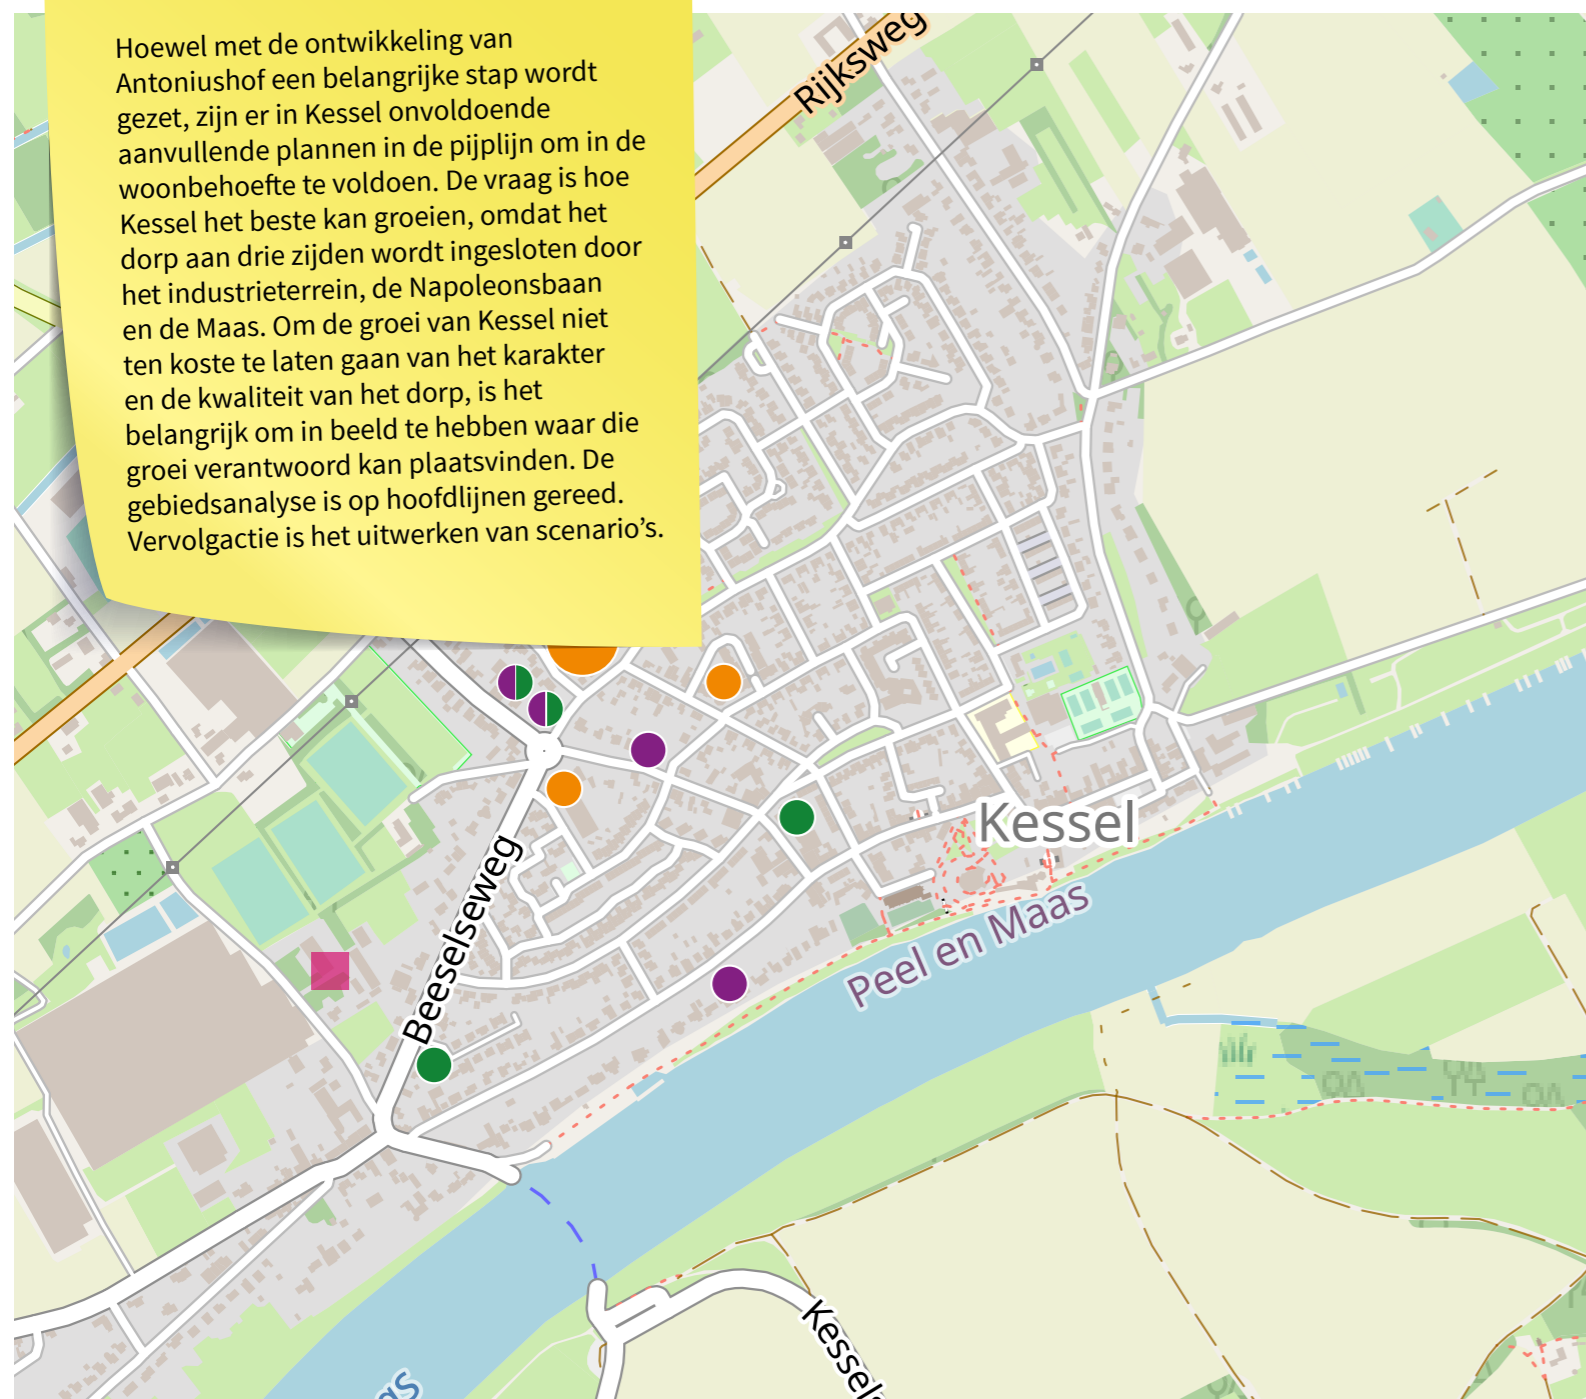 Hoewel met de ontwikkeling van
Antoniushof een belangrijke stap wordt
gezet, zijn er in Kessel onvoldoende
aanvullende plannen in de pijplijn om in de
woonbehoefte te voldoen. De vraag is hoe
Kessel het beste kan groeien, omdat het
dorp aan drie zijden wordt ingesloten door
het industrieterrein, de Napoleonsbaan
en de Maas. Om de groei van Kessel niet
ten koste te laten gaan van het karakter
en de kwaliteit van het dorp, is het
belangrijk om in beeld te hebben waar die
groei verantwoord kan plaatsvinden. De
gebiedsanalyse is op hoofdlijnen gereed.
Vervolgactie is het uitwerken van scenario’s.
Rijksweg
Kessel
Beeselseweg
Peel en Maas
Kessels
as